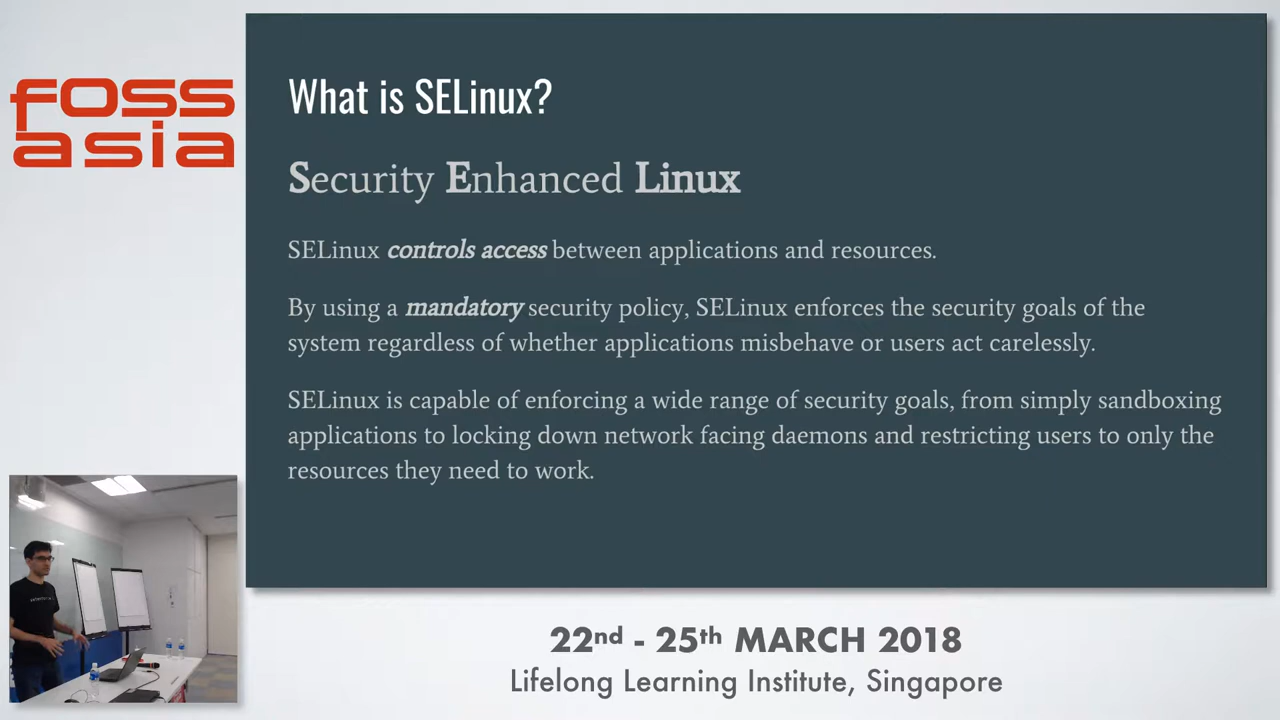 foss
asia
What is SELinux?
Security Enhanced Linux
SELinux controls access between applications and resources.
By using a mandatory security policy, SELinux enforces the security goals of the
system regardless of whether applications misbehave or users act carelessly.
SELinux is capable of enforcing a wide range of security goals, from simply sandboxing
applications to locking down network facing daemons and restricting users to only the
resources they need to work.
22nd - 25th MARCH 2018
Lifelong Learning Institute, Singapore